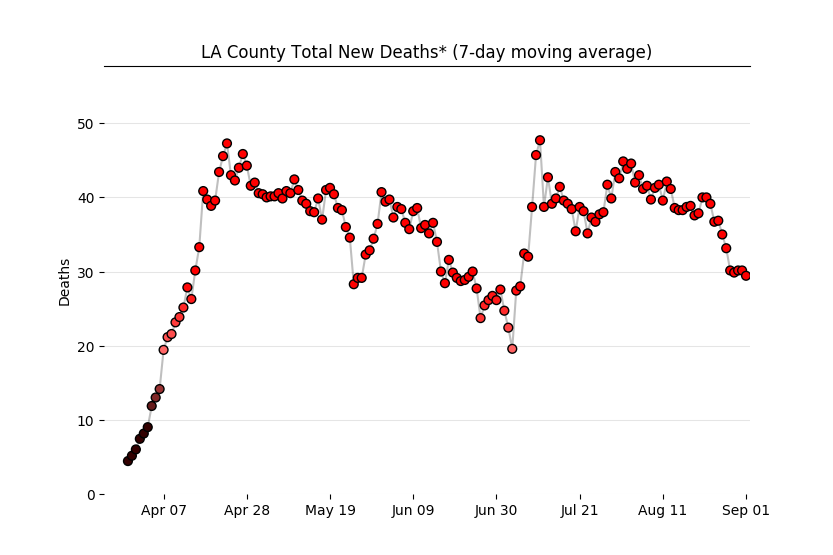 LA County Total New Deaths* (7-day moving average)
50
40
30
20
10
0
Deaths
Apr 07 Apr 28 May 19 Jun 09 Jun 30 Jul 21 Aug 11 Sep 01